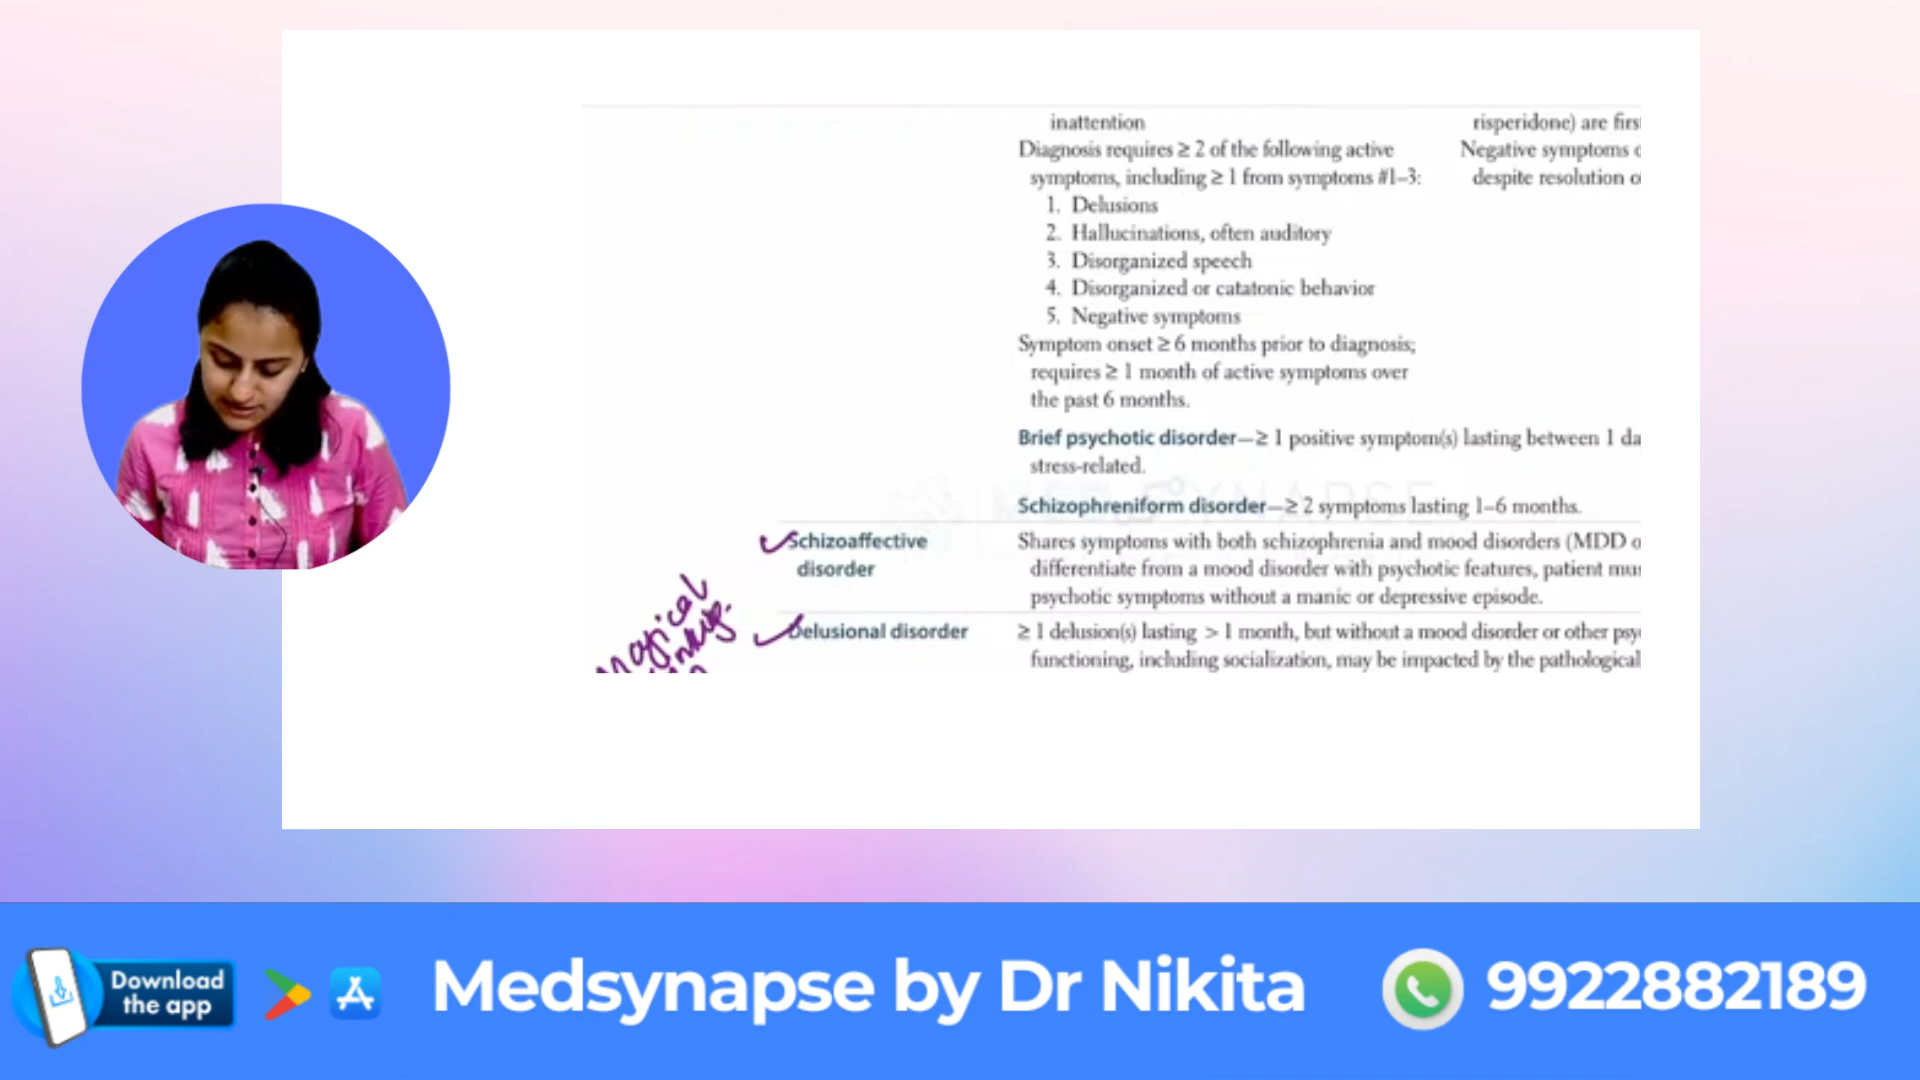 inattention
Diagnosis requires ≥ 2 of the following active
symptoms, including ≥ 1 from symptoms #1–3:
1. Delusions
2. Hallucinations, often auditory
3. Disorganized speech
4. Disorganized or catatonic behavior
5. Negative symptoms
Symptom onset ≥ 6 months prior to diagnosis;
requires ≥ 1 month of active symptoms over
the past 6 months.
risperidone) are firs
Negative symptoms
despite resolution
Brief psychotic disorder—≥ 1 positive symptom(s) lasting between 1 da
stress-related.
MED SYNAPSE
Schizophreniform disorder—≥ 2 symptoms lasting 1–6 months.
Schizoaffective
disorder
Shares symptoms with both schizophrenia and mood disorders (MDD o
differentiate from a mood disorder with psychotic features, patient mu
psychotic symptoms without a manic or depressive episode.
Magical
Delusional disorder
≥ 1 delusion(s) lasting > 1 month, but without a mood disorder or other psy
functioning, including socialization, may be impacted by the pathological
Download
the app
Medsynapse by Dr Nikita
9922882189